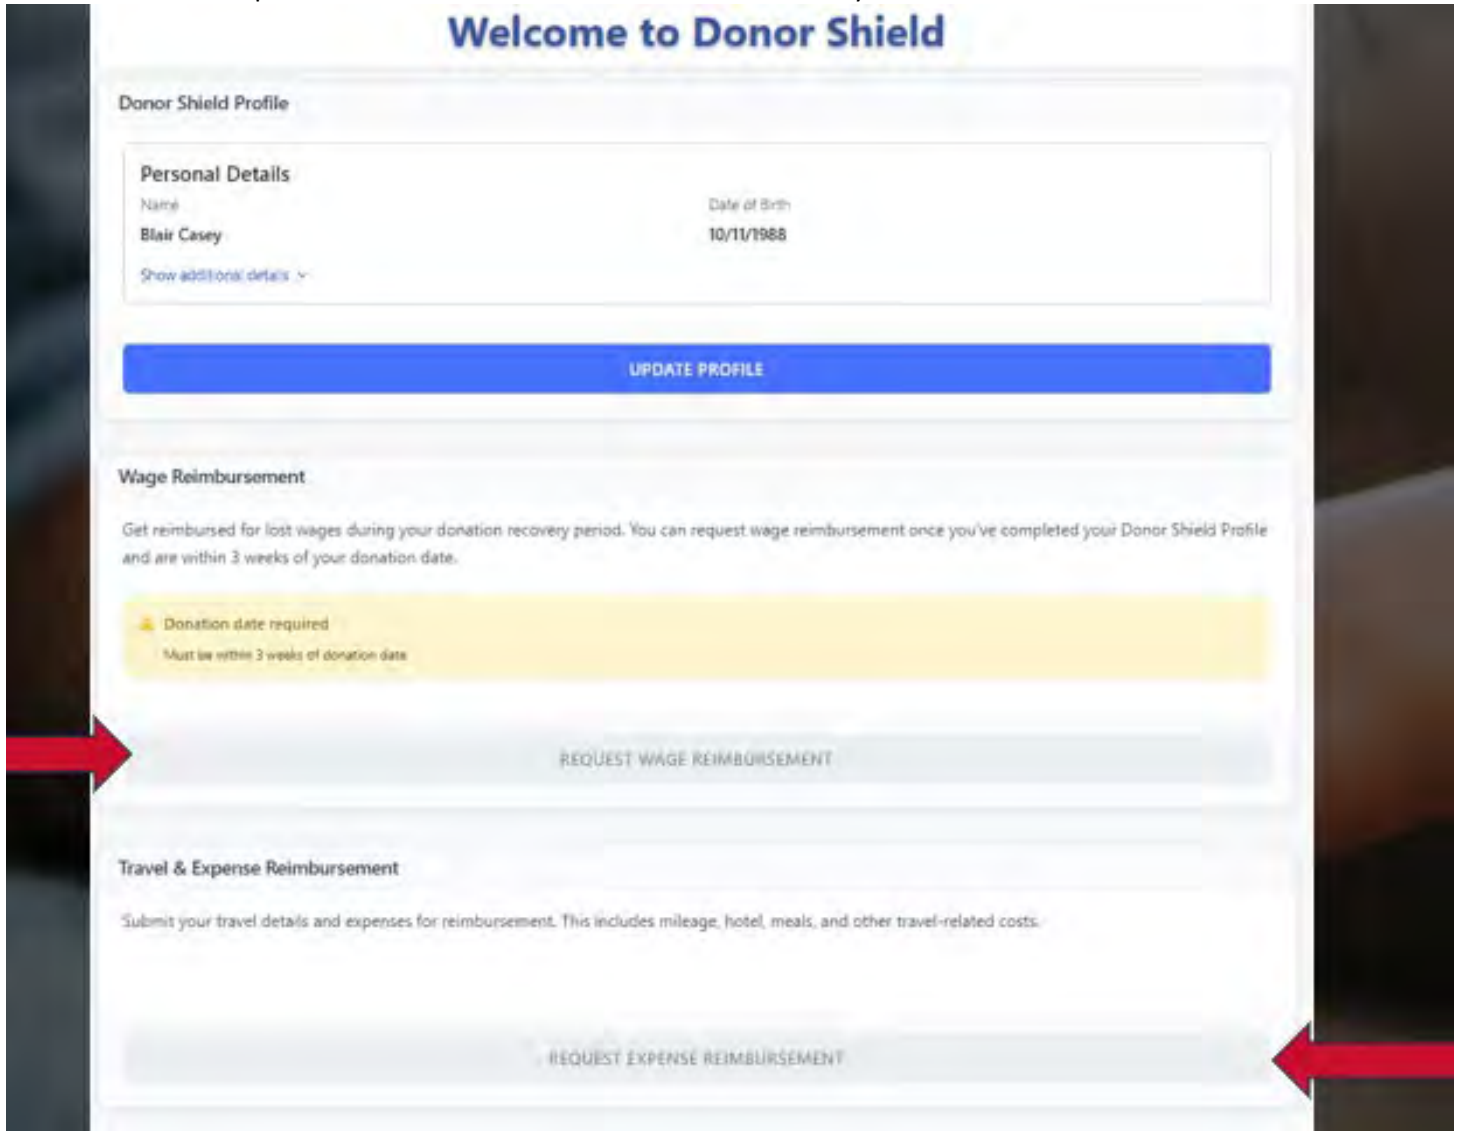 Welcome to Donor Shield
Donor Shield Profile
Personal Details
Name
Date of Birth
Blair Casey
10/11/1988
Show additional details
UPDATE PROFILE
Wage Reimbursement
Get reimbursed for lost wages during your donation recovery period. You can request wage reimbursement once you've completed your Donor Shield Profile
and are within 3 weeks of your donation date.
Donation date required
Must be within 3 weeks of donation date
REQUEST WAGE REIMBURSEMENT
Travel & Expense Reimbursement
Submit your travel details and expenses for reimbursement. This includes mileage, hotel, meals, and other travel-related costs.
REQUEST EXPENSE REIMBURSEMENT